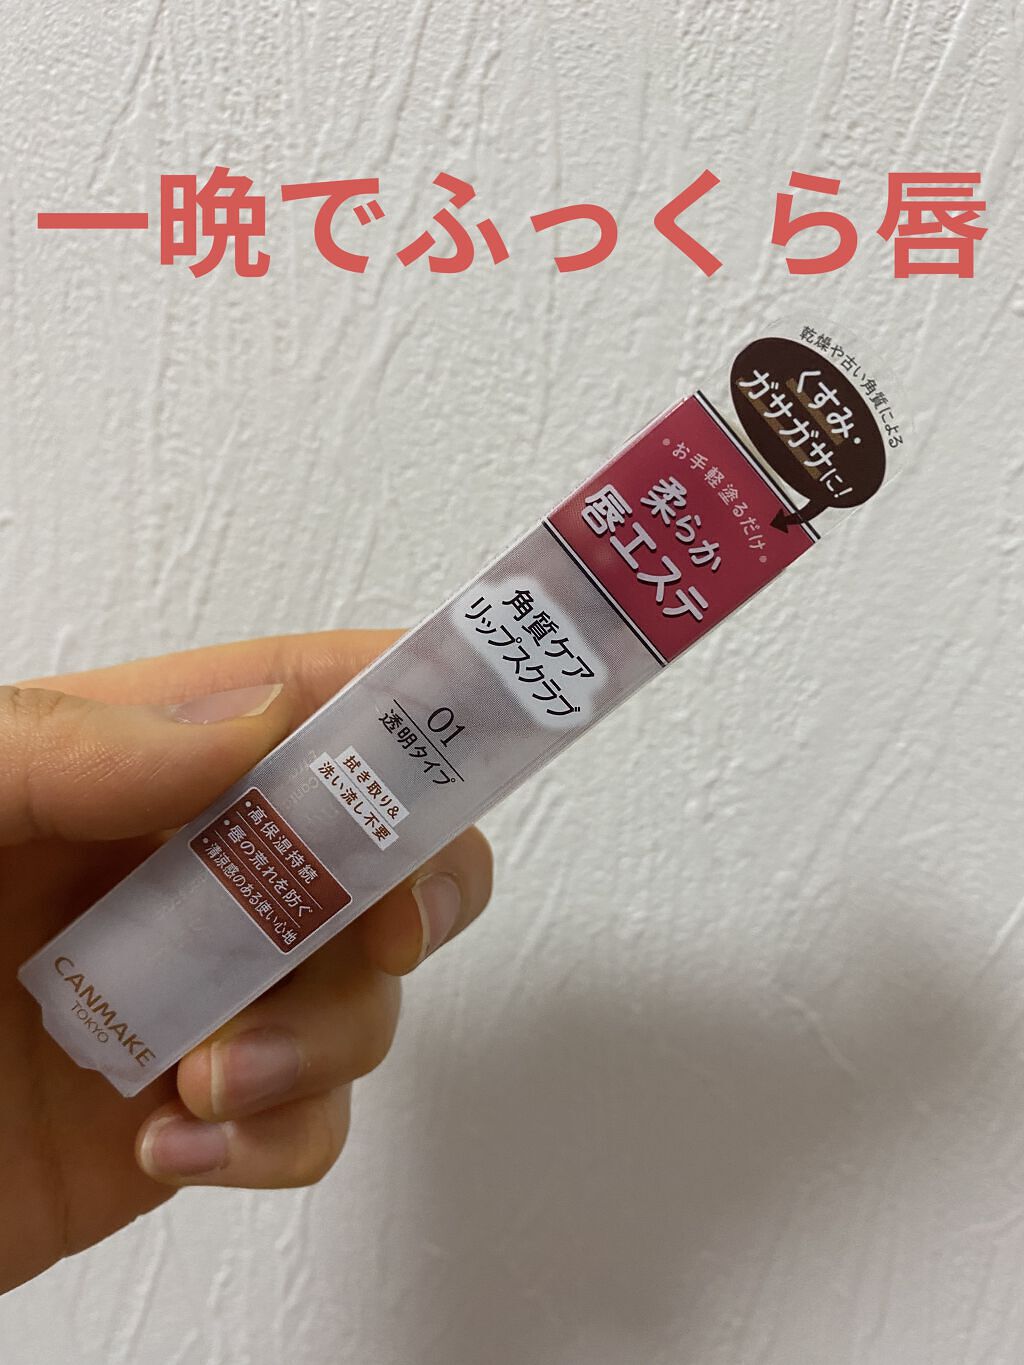 一晩でふっくら唇
乾燥や古い角質による
くすみ・
ガサガサに!
お手軽塗るだけ
柔らか
唇エステ
角質ケア
リップスクラブ
01
透明タイプ
拭き取り&
洗い流し不要
・高保湿持続
・唇の荒れを防ぐ
・清涼感のある使い心地
CANMAKE
TOKYO